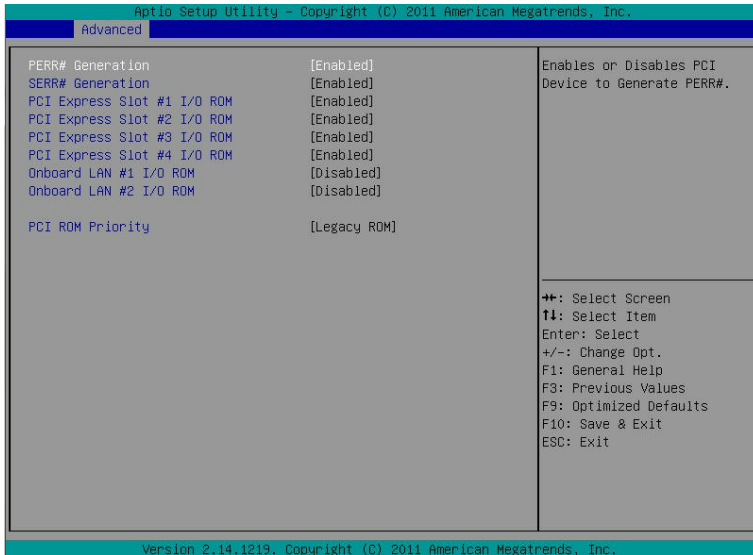 Aptio Setup Utility – Copyright (C) 2011 American Megatrends, Inc.
Advanced
PERR# Generation [Enabled]
SERR# Generation [Enabled]
PCI Express Slot #1 I/O ROM [Enabled]
PCI Express Slot #2 I/O ROM [Enabled]
PCI Express Slot #3 I/O ROM [Enabled]
PCI Express Slot #4 I/O ROM [Enabled]
Onboard LAN #1 I/O ROM [Disabled]
Onboard LAN #2 I/O ROM [Disabled]
PCI ROM Priority [Legacy ROM]
Enables or Disables PCI
Device to Generate PERR#.
→←: Select Screen
↑↓: Select Item
Enter: Select
+/-: Change Opt.
F1: General Help
F3: Previous Values
F9: Optimized Defaults
F10: Save & Exit
ESC: Exit
Version 2.14.1219. Copyright (C) 2011 American Megatrends, Inc.